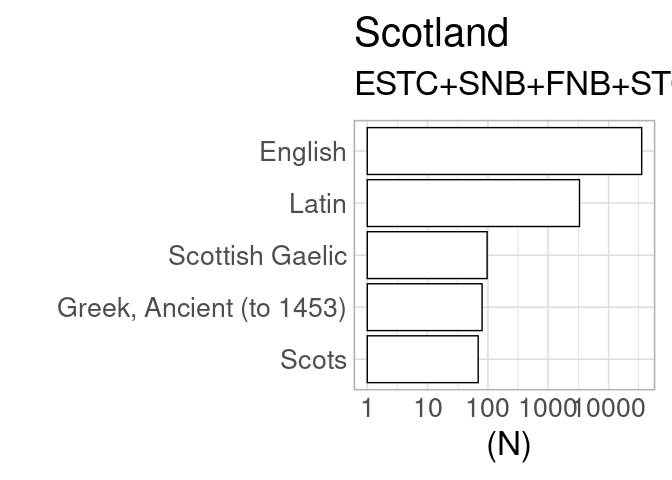 Scotland
ESTC+SNB+FNB+ST
English
Latin
Scottish Gaelic
Greek, Ancient (to 1453)
Scots
1 10 100 1000 10000
(N)